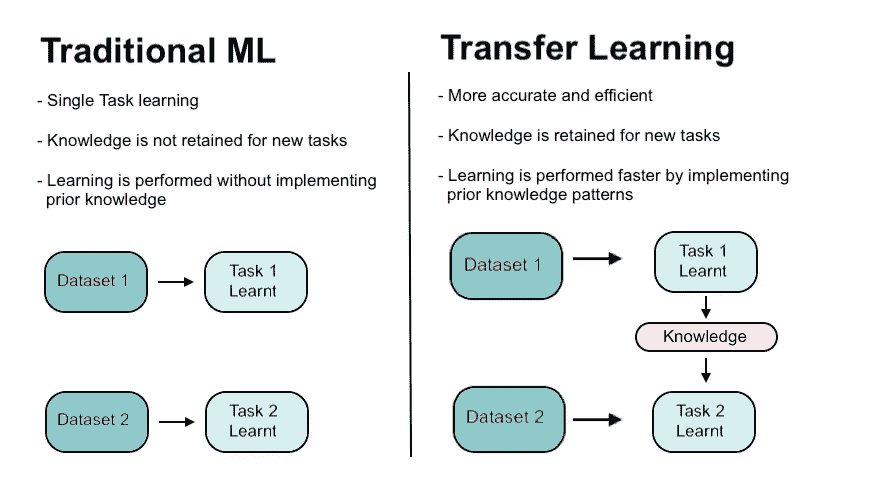 Traditional ML
- Single Task learning
- Knowledge is not retained for new tasks
- Learning is performed without implementing
prior knowledge
Dataset 1
Task 1
Learnt
Dataset 2
Task 2
Learnt
Transfer Learning
- More accurate and efficient
- Knowledge is retained for new tasks
- Learning is performed faster by implementing
prior knowledge patterns
Dataset 1
Task 1
Learnt
Knowledge
Dataset 2
Task 2
Learnt